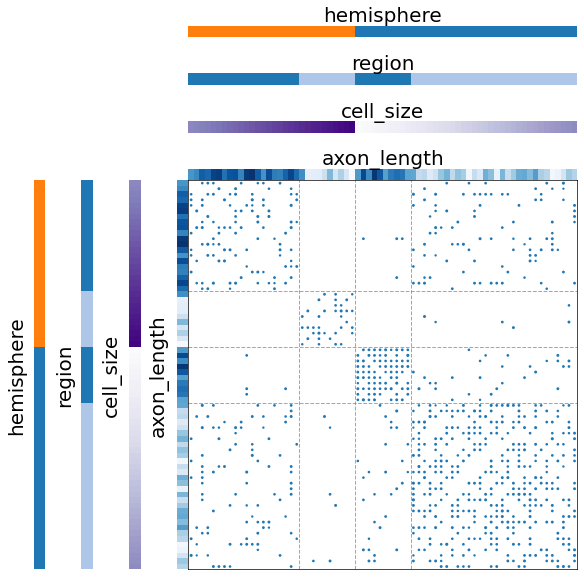 hemisphere
region
cell_size
axon_length
hemisphere
region
cell_size
axon_length